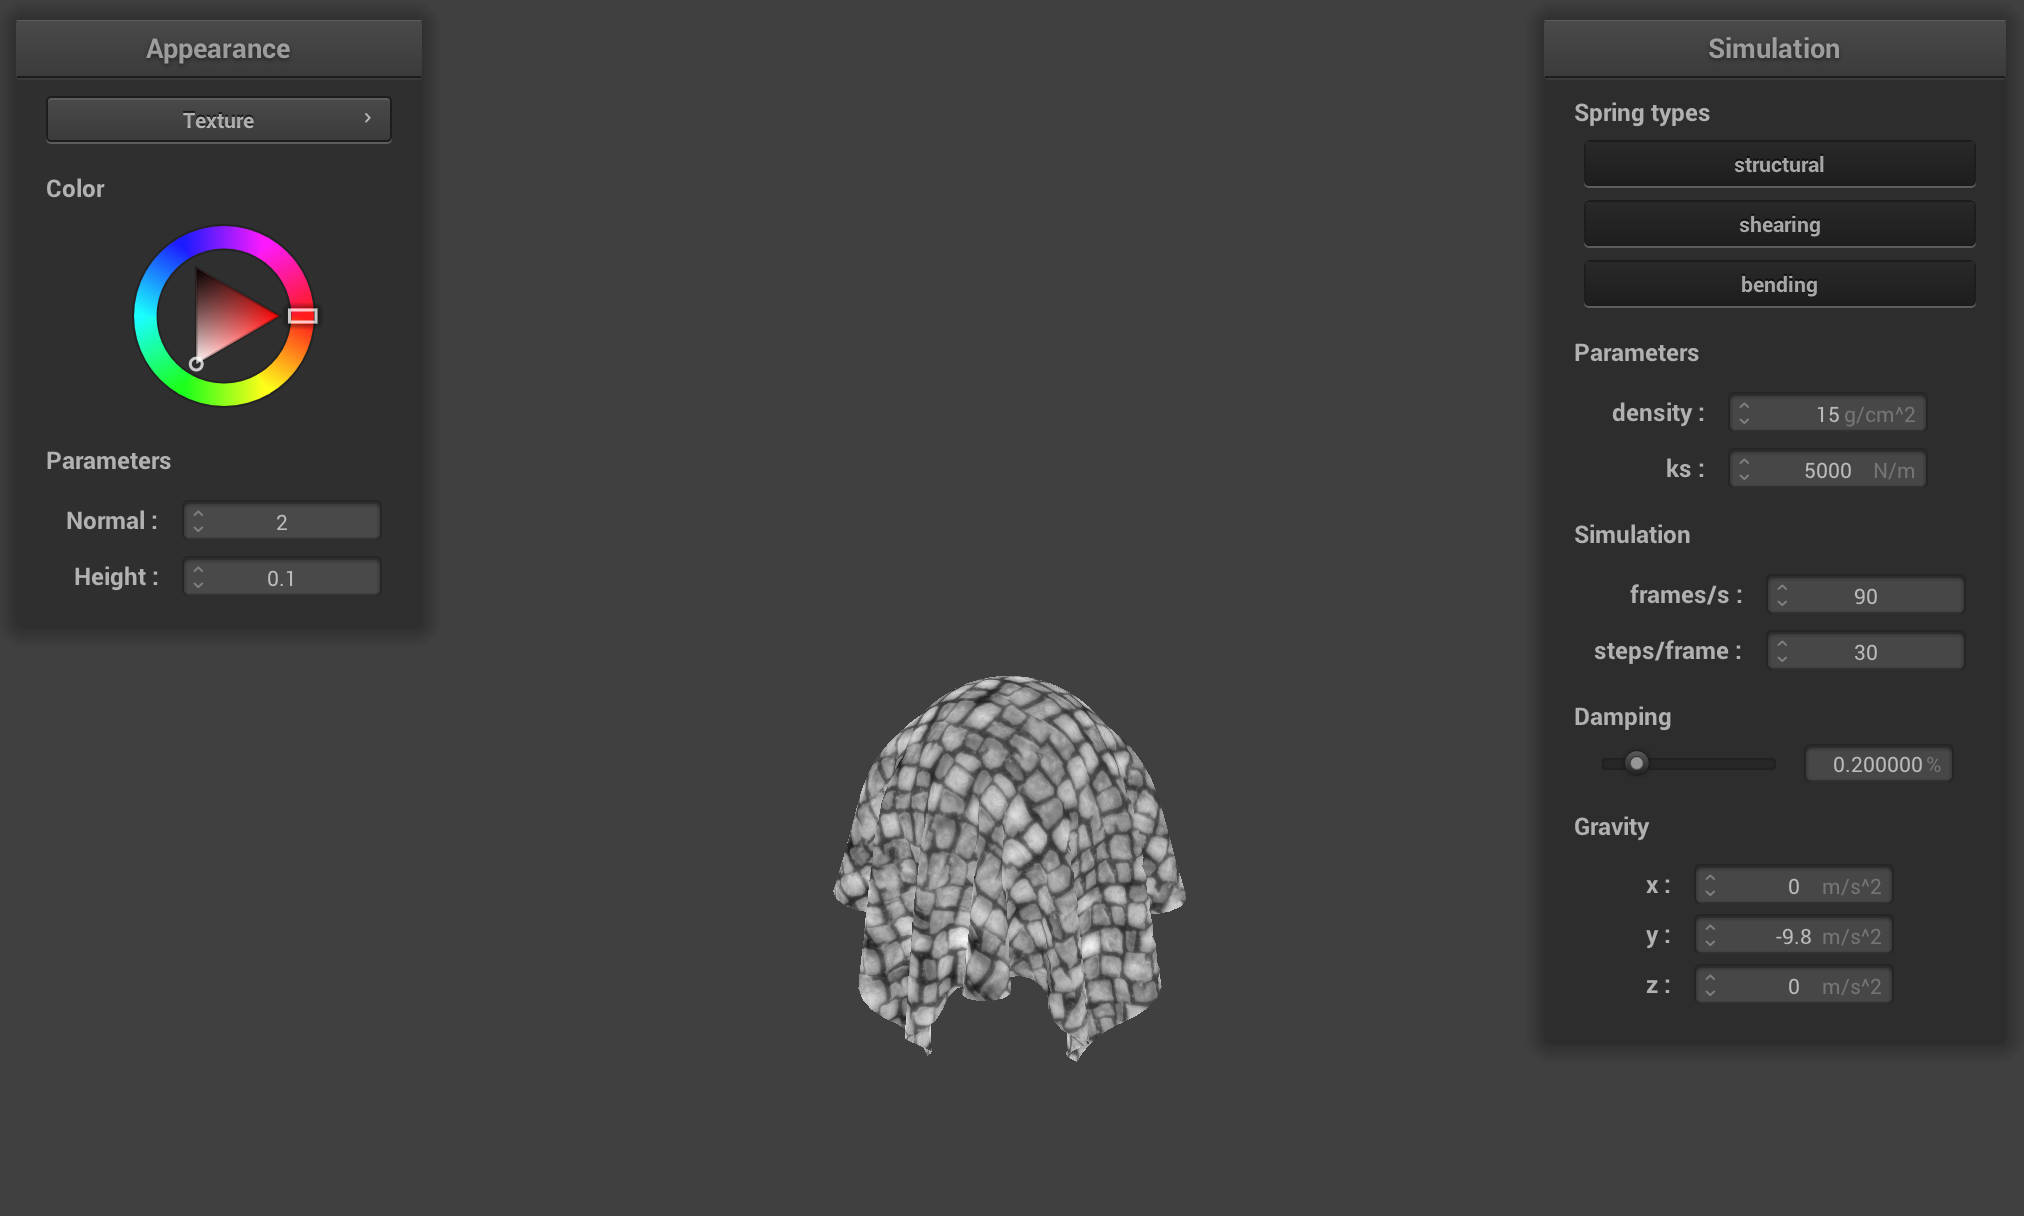 Appearance
Texture
Color
Parameters
Normal : 2
Height : 0.1
Simulation
Spring types
structural
shearing
bending
Parameters
density : 15 g/cm^2
ks : 5000 N/m
Simulation
frames/s : 90
steps/frame : 30
Damping
0.200000 %
Gravity
x : 0 m/s^2
y : -9.8 m/s^2
z : 0 m/s^2